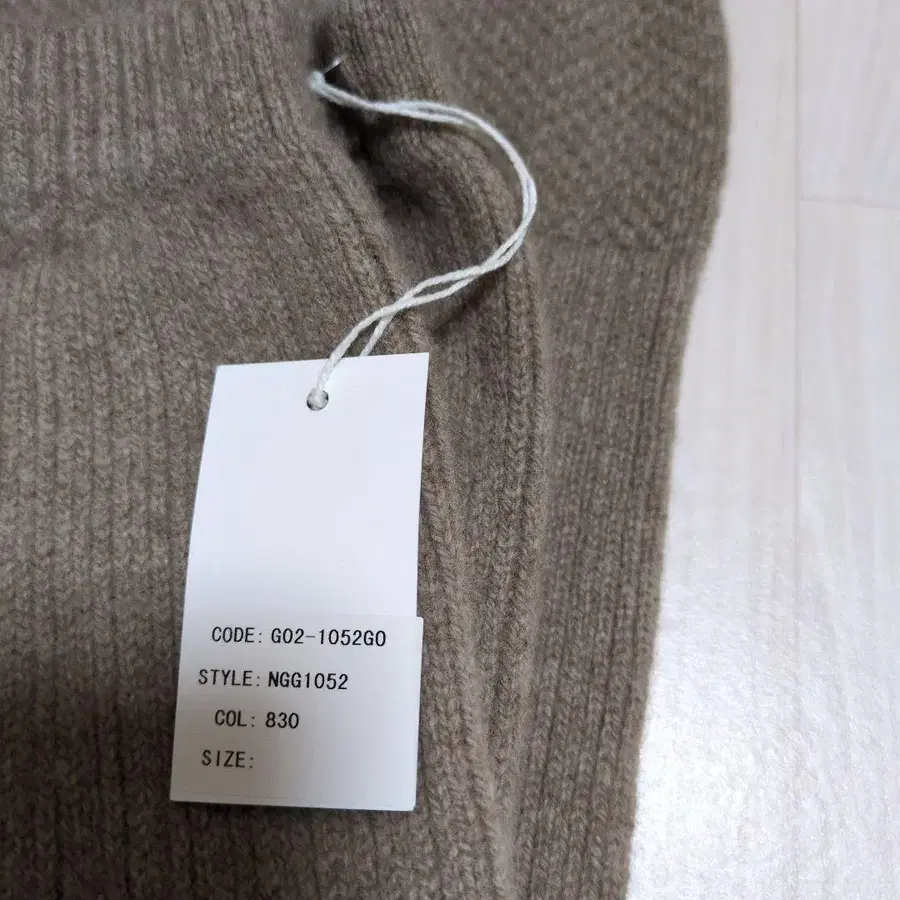 CODE: G02-1052G0
STYLE: NGG1052
COL: 830
SIZE: